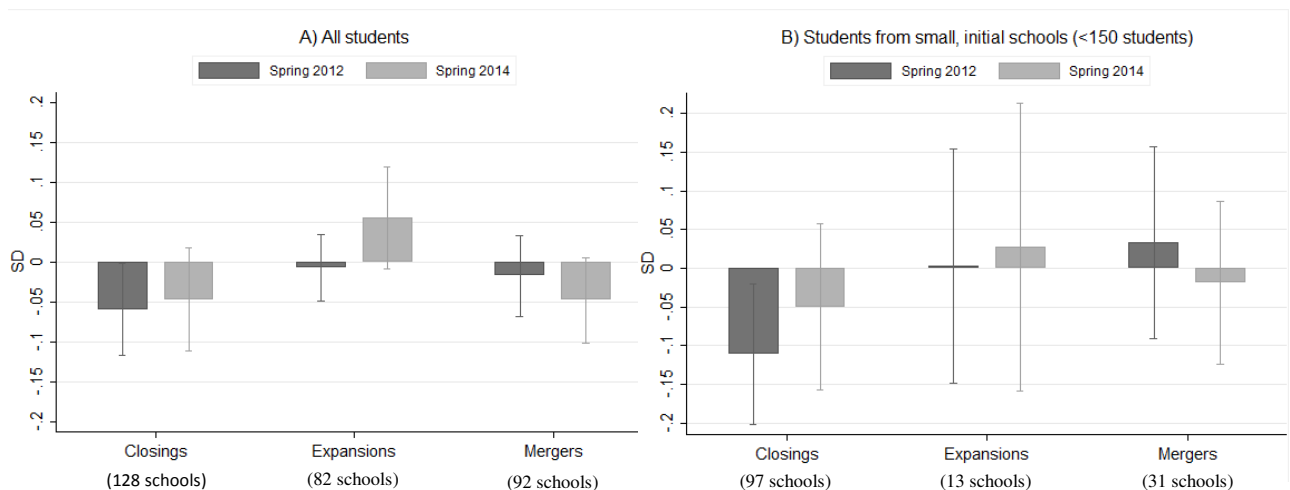 A) All students
Spring 2012 Spring 2014
.2
.15
.1
.05
0
-.05
-.1
-.15
-.2
SD
Closings Expansions Mergers
(128 schools) (82 schools) (92 schools)
B) Students from small, initial schools (<150 students)
Spring 2012 Spring 2014
.2
.15
.1
.05
0
-.05
-.1
-.15
-.2
SD
Closings Expansions Mergers
(97 schools) (13 schools) (31 schools)